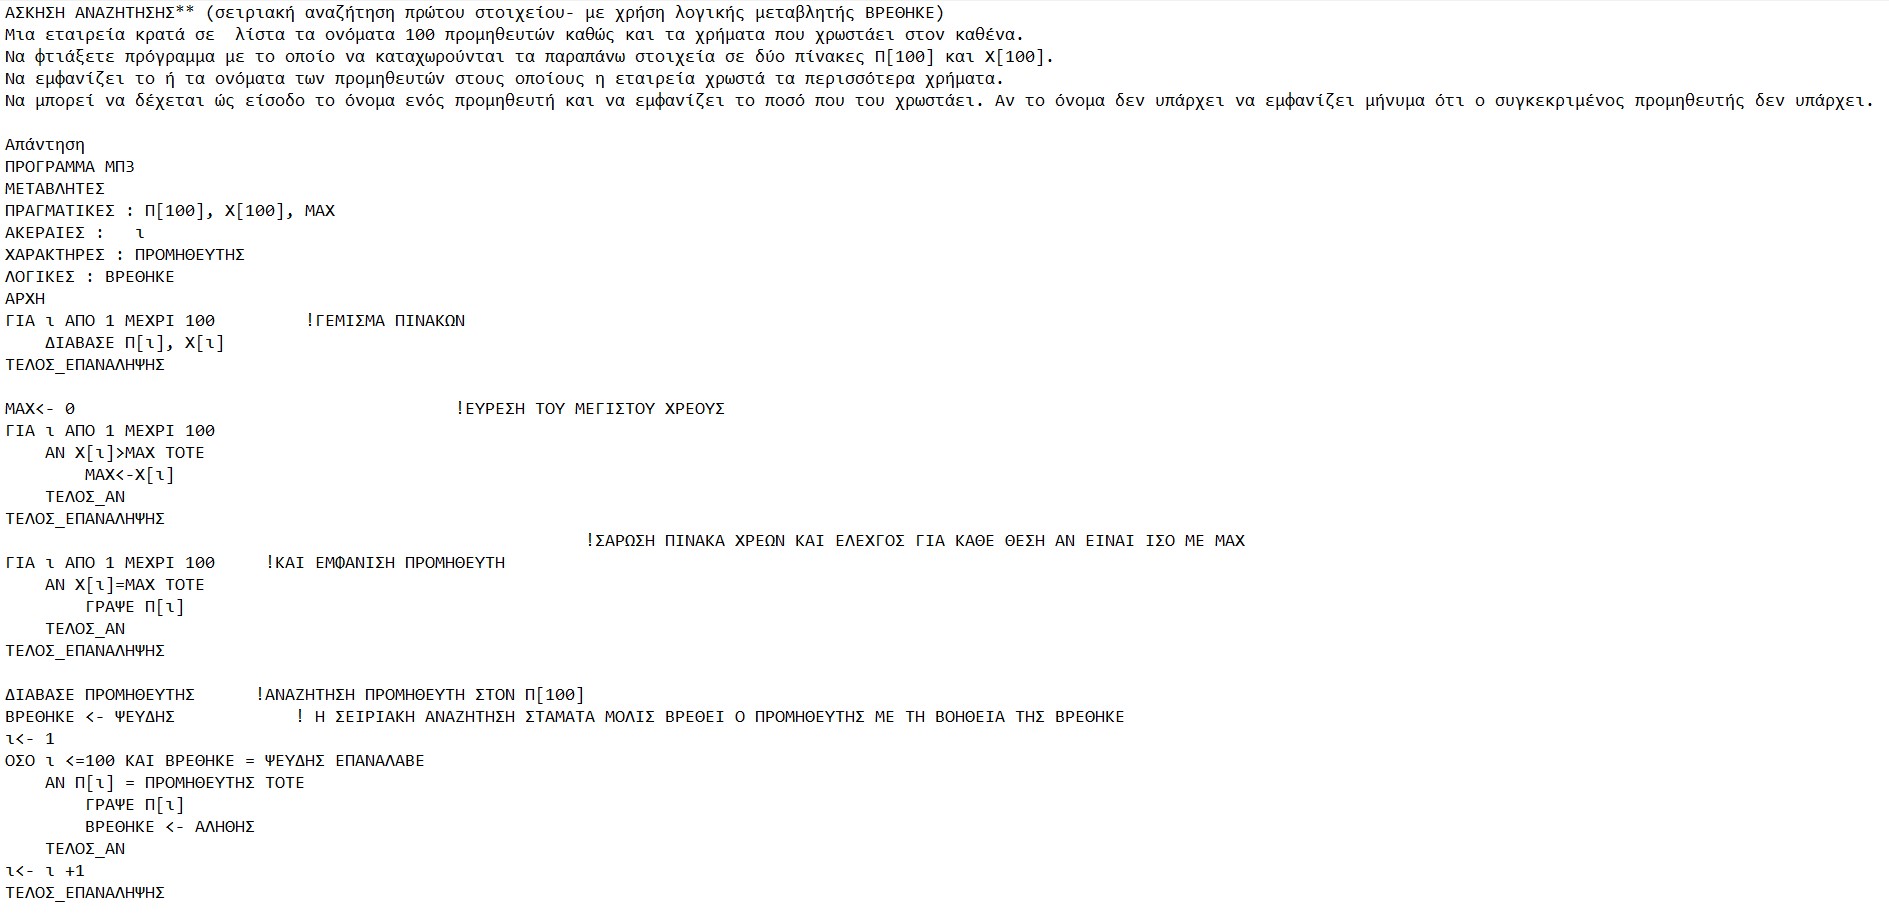 ΑΣΚΗΣΗ ΑΝΑΖΗΤΗΣΗΣ** (σειριακή αναζήτηση πρώτου στοιχείου- με χρήση λογικής μεταβλητής ΒΡΕΘΗΚΕ)
Μια εταιρεία κρατά σε  λίστα τα ονόματα 100 προμηθευτών καθώς και τα χρήματα που χρωστάει στον καθένα.
Να φτιάξετε πρόγραμμα με το οποίο να καταχωρούνται τα παραπάνω στοιχεία σε δύο πίνακες Π[100] και Χ[100].
Να εμφανίζει το ή τα ονόματα των προμηθευτών στους οποίους η εταιρεία χρωστά τα περισσότερα χρήματα.
Να μπορεί να δέχεται ώς είσοδο το όνομα ενός προμηθευτή και να εμφανίζει το ποσό που του χρωστάει. Αν το όνομα δεν υπάρχει να εμφανίζει μήνυμα ότι ο συγκεκριμένος προμηθευτής δεν υπάρχει.
Απάντηση
ΠΡΟΓΡΑΜΜΑ ΜΠ3
ΜΕΤΑΒΛΗΤΕΣ
ΠΡΑΓΜΑΤΙΚΕΣ : Π[100], Χ[100], ΜΑΧ
ΑΚΕΡΑΙΕΣ :   ι
ΧΑΡΑΚΤΗΡΕΣ : ΠΡΟΜΗΘΕΥΤΗΣ
ΛΟΓΙΚΕΣ : ΒΡΕΘΗΚΕ
ΑΡΧΗ
ΓΙΑ ι ΑΠΟ 1 ΜΕΧΡΙ 100         !ΓΕΜΙΣΜΑ ΠΙΝΑΚΩΝ
    ΔΙΑΒΑΣΕ Π[ι], Χ[ι]
ΤΕΛΟΣ_ΕΠΑΝΑΛΗΨΗΣ
ΜΑΧ<- 0                                      !ΕΥΡΕΣΗ ΤΟΥ ΜΕΓΙΣΤΟΥ ΧΡΕΟΥΣ
ΓΙΑ ι ΑΠΟ 1 ΜΕΧΡΙ 100
    ΑΝ Χ[ι]>ΜΑΧ ΤΟΤΕ
        ΜΑΧ<-Χ[ι]
    ΤΕΛΟΣ_ΑΝ
ΤΕΛΟΣ_ΕΠΑΝΑΛΗΨΗΣ
!ΣΑΡΩΣΗ ΠΙΝΑΚΑ ΧΡΕΩΝ ΚΑΙ ΕΛΕΧΓΟΣ ΓΙΑ ΚΑΘΕ ΘΕΣΗ ΑΝ ΕΙΝΑΙ ΙΣΟ ΜΕ ΜΑΧ
ΓΙΑ ι ΑΠΟ 1 ΜΕΧΡΙ 100     !ΚΑΙ ΕΜΦΑΝΙΣΗ ΠΡΟΜΗΘΕΥΤΗ
    ΑΝ Χ[ι]=ΜΑΧ ΤΟΤΕ
        ΓΡΑΨΕ Π[ι]
    ΤΕΛΟΣ_ΑΝ
ΤΕΛΟΣ_ΕΠΑΝΑΛΗΨΗΣ
ΔΙΑΒΑΣΕ ΠΡΟΜΗΘΕΥΤΗΣ      !ΑΝΑΖΗΤΗΣΗ ΠΡΟΜΗΘΕΥΤΗ ΣΤΟΝ Π[100]
ΒΡΕΘΗΚΕ <- ΨΕΥΔΗΣ            ! Η ΣΕΙΡΙΑΚΗ ΑΝΑΖΗΤΗΣΗ ΣΤΑΜΑΤΑ ΜΟΛΙΣ ΒΡΕΘΕΙ Ο ΠΡΟΜΗΘΕΥΤΗΣ ΜΕ ΤΗ ΒΟΗΘΕΙΑ ΤΗΣ ΒΡΕΘΗΚΕ
ι<- 1
ΟΣΟ ι <=100 ΚΑΙ ΒΡΕΘΗΚΕ = ΨΕΥΔΗΣ ΕΠΑΝΑΛΑΒΕ
    ΑΝ Π[ι] = ΠΡΟΜΗΘΕΥΤΗΣ ΤΟΤΕ
        ΓΡΑΨΕ Π[ι]
        ΒΡΕΘΗΚΕ <- ΑΛΗΘΗΣ
    ΤΕΛΟΣ_ΑΝ
ι<- ι +1
ΤΕΛΟΣ_ΕΠΑΝΑΛΗΨΗΣ